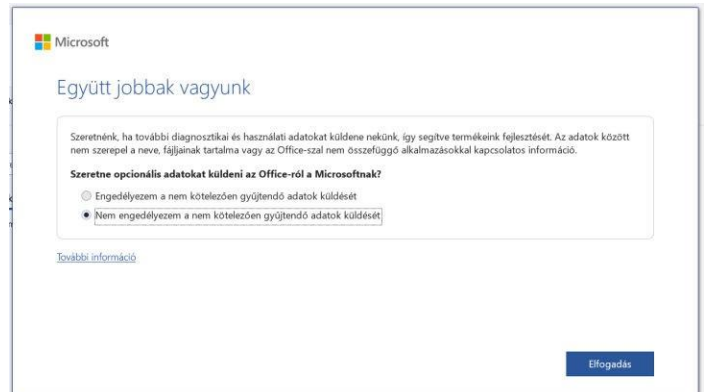 Microsoft
Együtt jobbak vagyunk
Szeretnénk, ha további diagnosztikai és használati adatokat küldene nekünk, így segítve termékeink fejlesztését. Az adatok között
nem szerepel a neve, fájljainak tartalma vagy az Office-szal nem összefüggő alkalmazásokkal kapcsolatos információ.
Szeretne opcionális adatokat küldeni az Office-ról a Microsoftnak?
Engedélyezem a nem kötelezően gyűjtendő adatok küldését
Nem engedélyezem a nem kötelezően gyűjtendő adatok küldését
További információ
Elfogadás